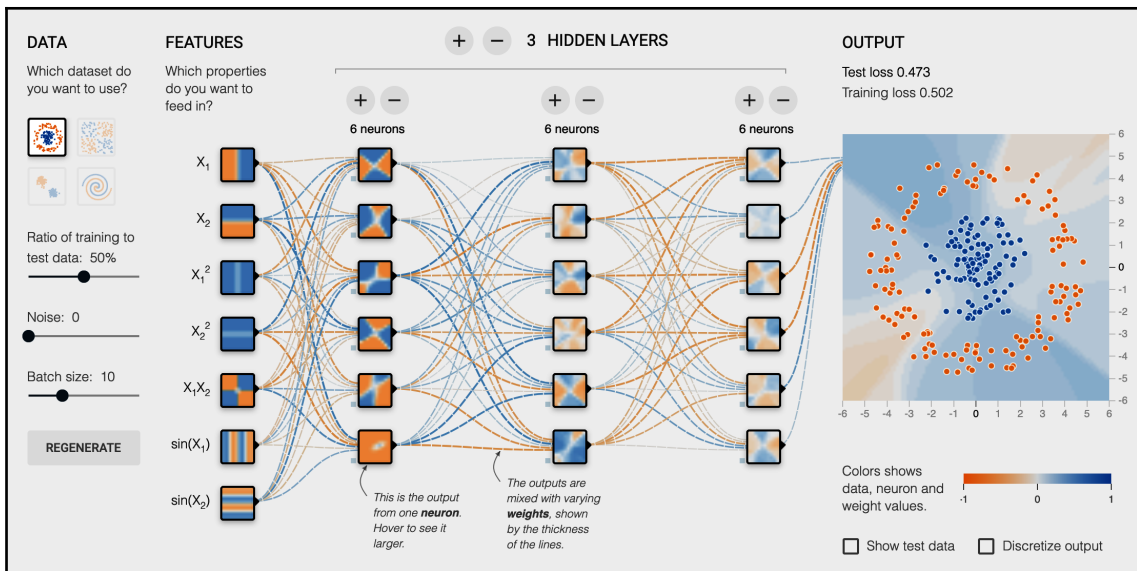 DATA
Which dataset do
you want to use?
Ratio of training to
test data: 50%
Noise: 0
Batch size: 10
REGENERATE
FEATURES
Which properties
do you want to
feed in?
X1
X2
X1²
X2²
X1X2
sin(X1)
sin(X2)
+ − 3 HIDDEN LAYERS
+ −
6 neurons
+ −
6 neurons
+ −
6 neurons
This is the output
from one neuron.
Hover to see it
larger.
The outputs are
mixed with varying
weights, shown
by the thickness
of the lines.
OUTPUT
Test loss 0.473
Training loss 0.502
6
5
4
3
2
1
0
-1
-2
-3
-4
-5
-6
-6 -5 -4 -3 -2 -1 0 1 2 3 4 5 6
Colors shows
data, neuron and
weight values.
-1 0 1
Show test data
Discretize output